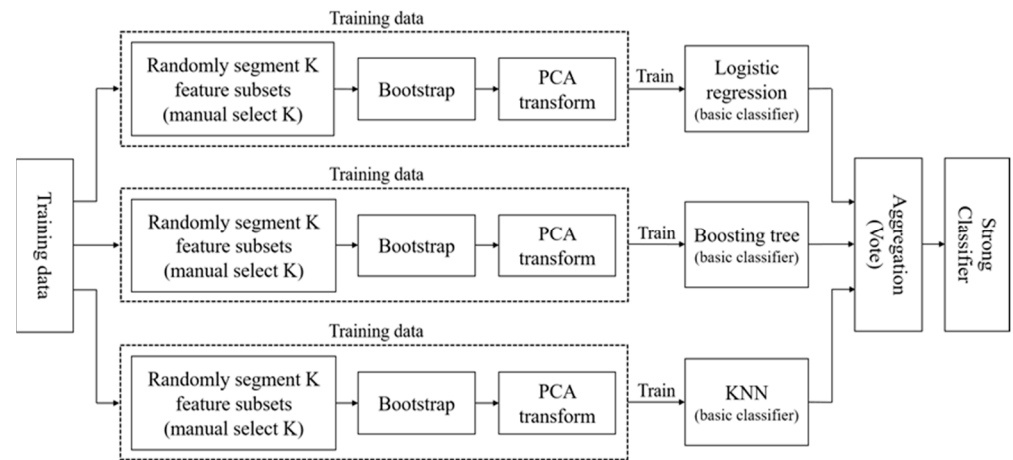 Training data
Training data
Randomly segment K
feature subsets
(manual select K)
Bootstrap
PCA
transform
Train
Logistic
regression
(basic classifier)
Training data
Randomly segment K
feature subsets
(manual select K)
Bootstrap
PCA
transform
Train
Boosting tree
(basic classifier)
Training data
Randomly segment K
feature subsets
(manual select K)
Bootstrap
PCA
transform
Train
KNN
(basic classifier)
Aggregation
(Vote)
Strong
Classifier